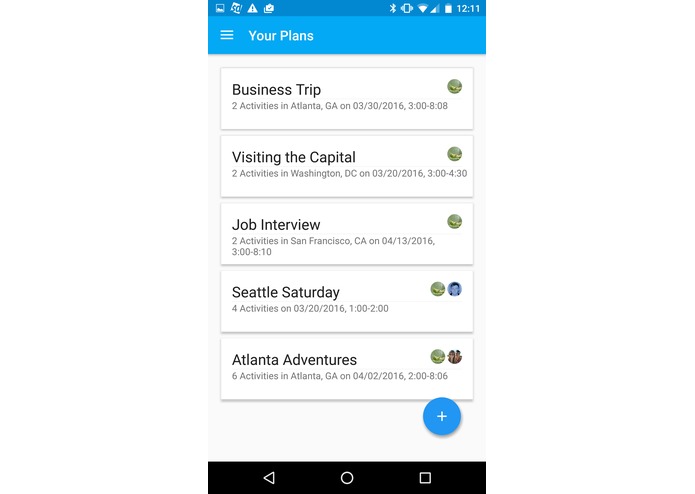 12:11
Your Plans
Business Trip
2 Activities in Atlanta, GA on 03/30/2016, 3:00-8:08
Visiting the Capital
2 Activities in Washington, DC on 03/20/2016, 3:00-4:30
Job Interview
2 Activities in San Francisco, CA on 04/13/2016,
3:00-8:10
Seattle Saturday
4 Activities on 03/20/2016, 1:00-2:00
Atlanta Adventures
6 Activities in Atlanta, GA on 04/02/2016, 2:00-8:06
+